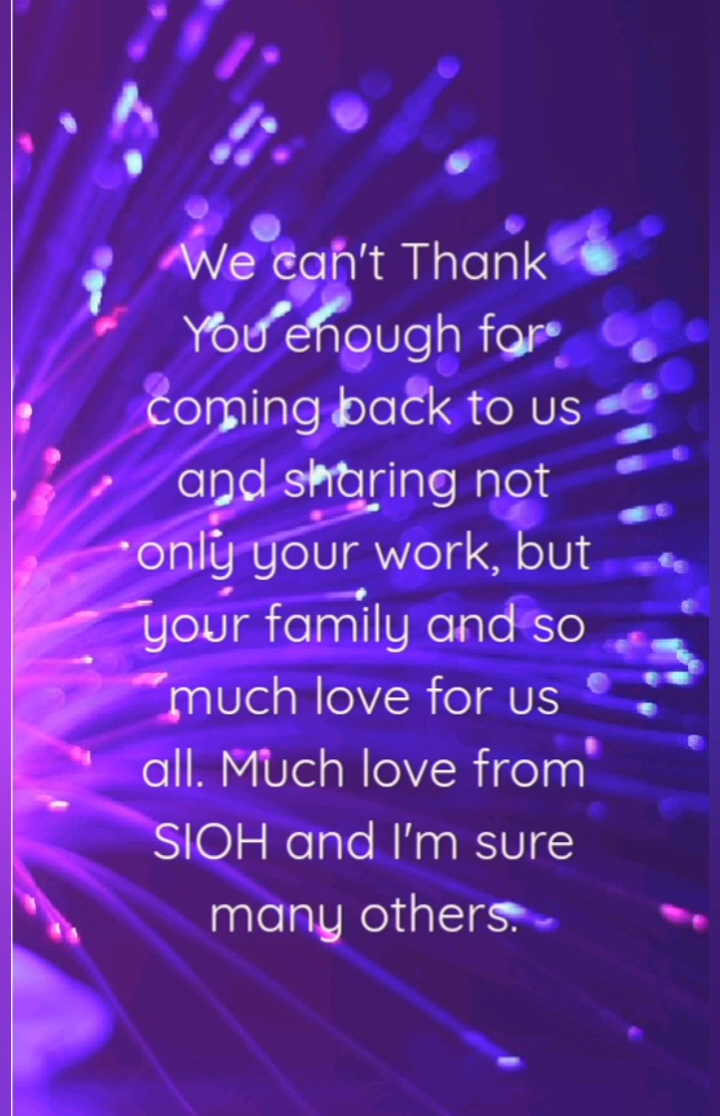 We can't Thank
You enough for
coming back to us
and sharing not
only your work, but
your family and so
much love for us
all. Much love from
SIOH and I'm sure
many others.